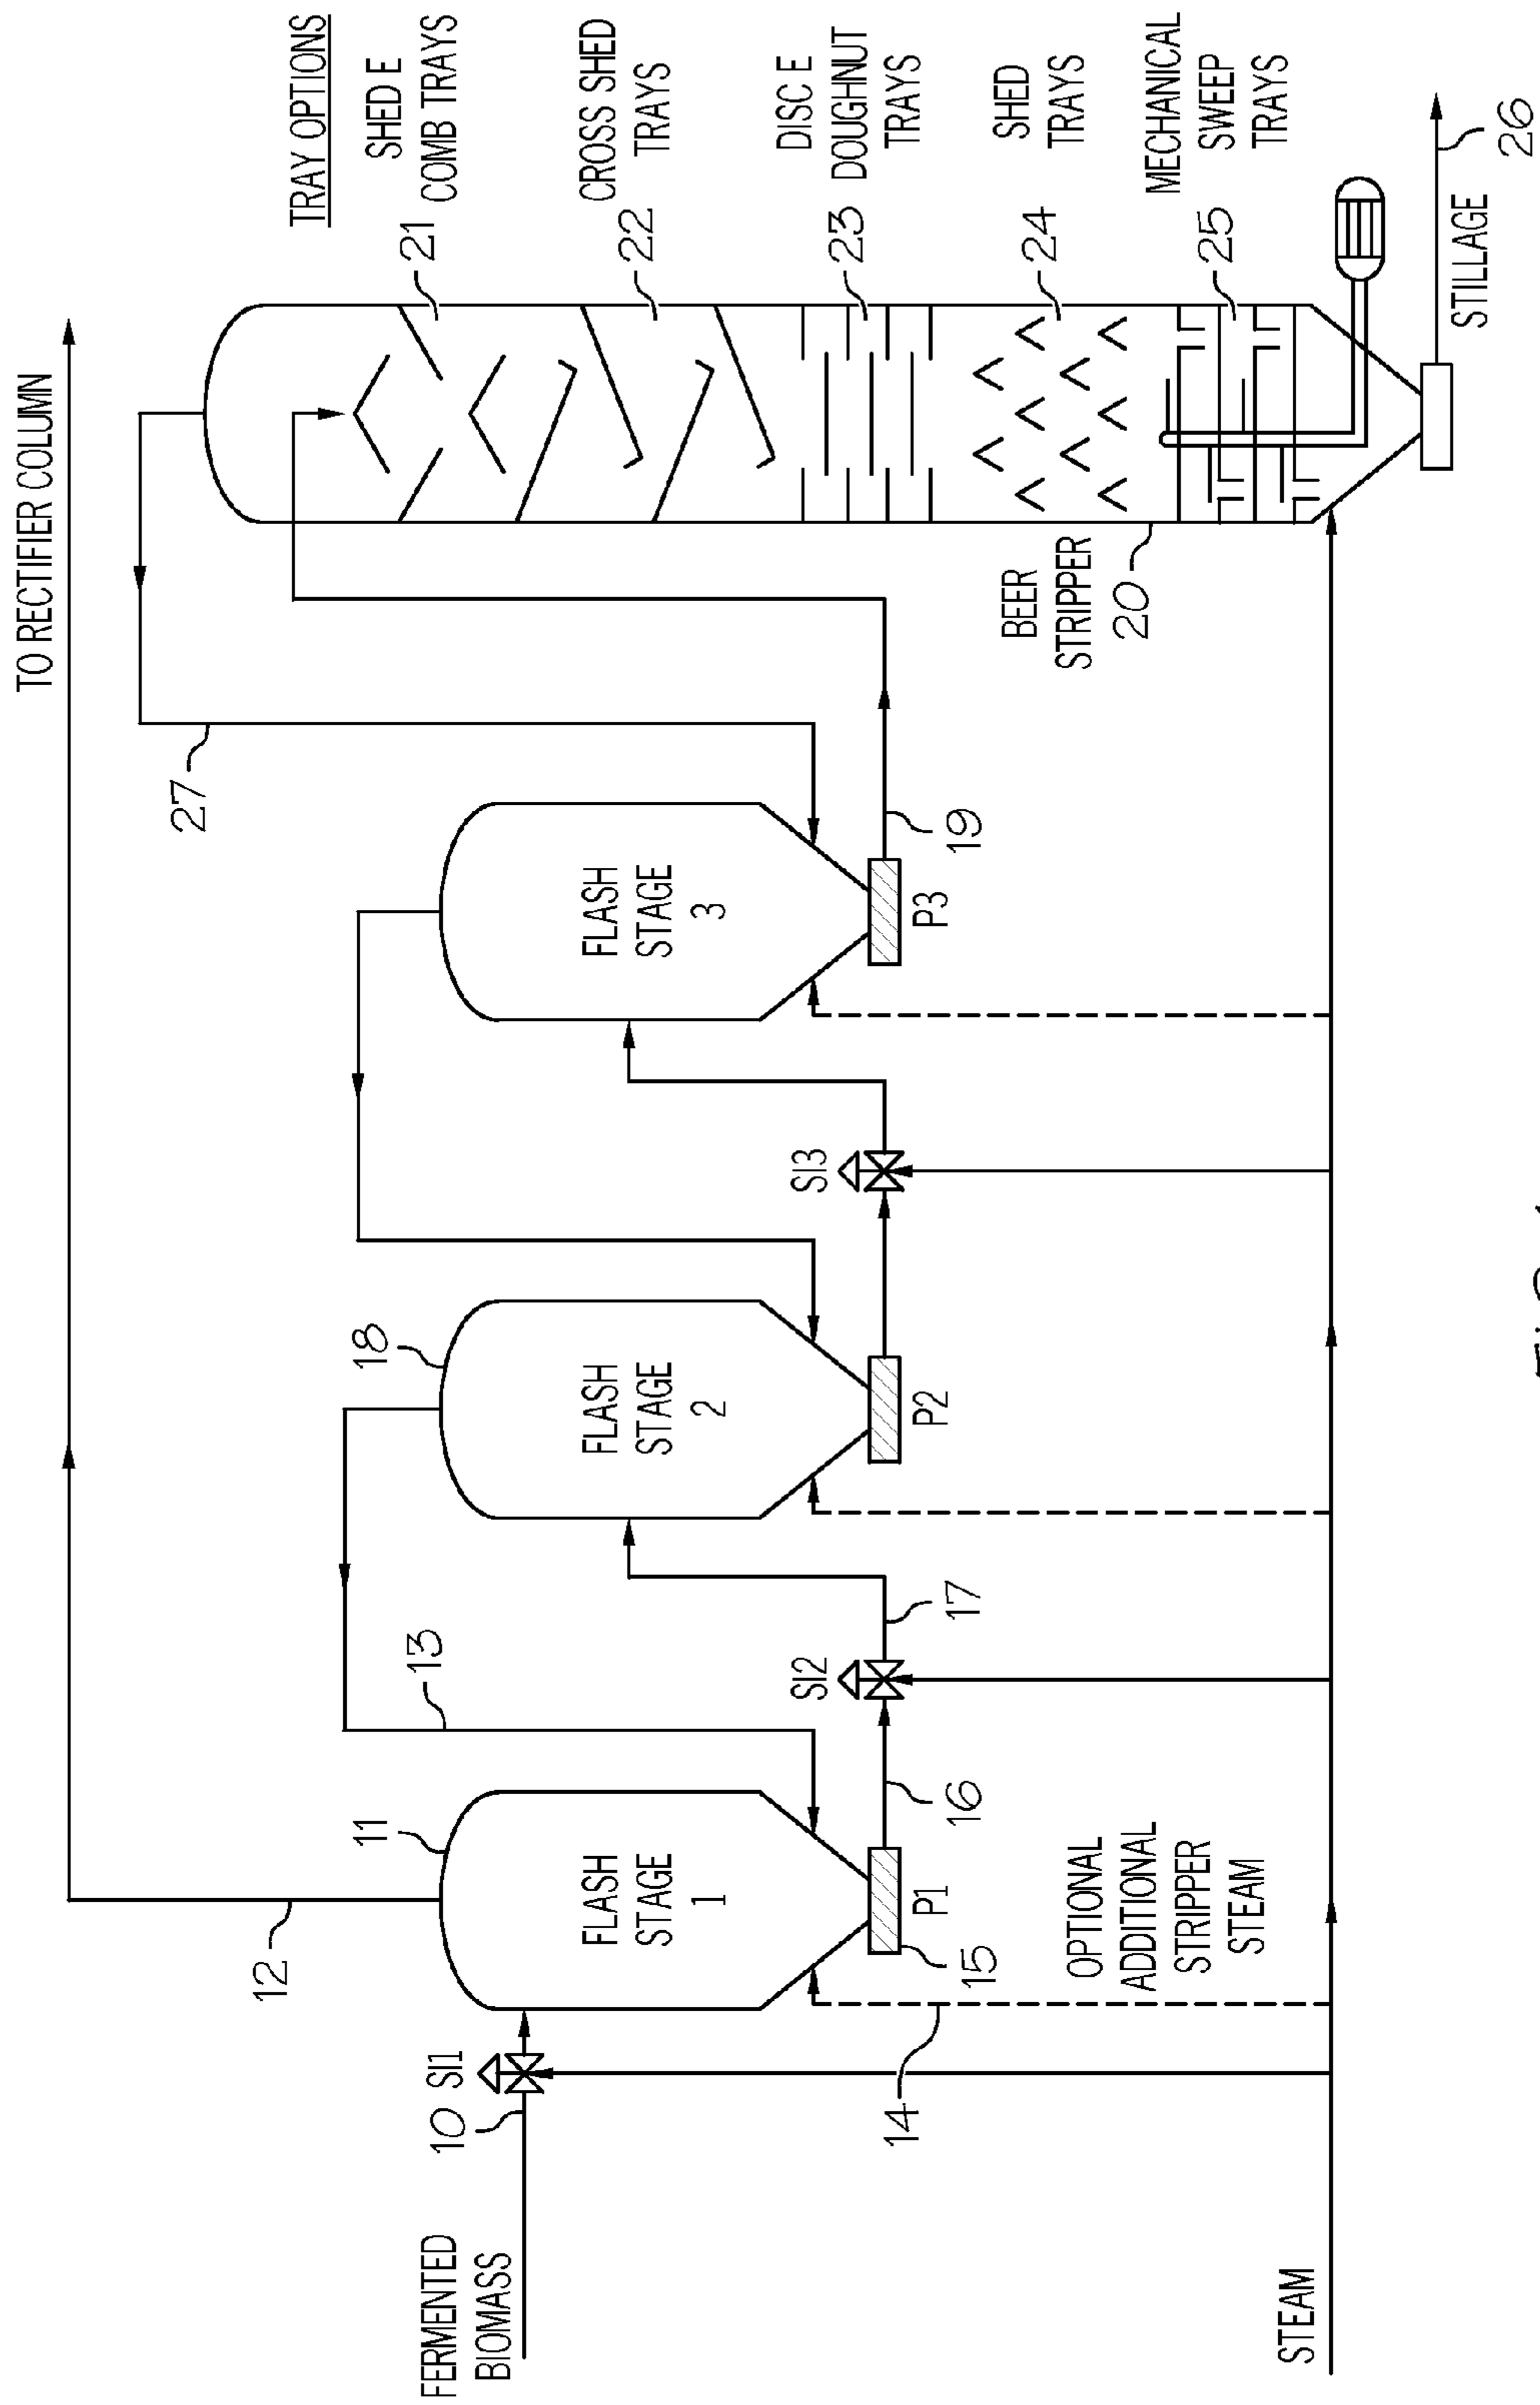 TO RECTIFIER COLUMN
TRAY OPTIONS
SHED E
COMB TRAYS
21
CROSS SHED
TRAYS
22
DISC E
DOUGHNUT
TRAYS
23
SHED
TRAYS
24
MECHANICAL
SWEEP
TRAYS
25
BEER
STRIPPER
20
STILLAGE
26
27
12
13
11
FLASH
STAGE
1
18
FLASH
STAGE
2
FLASH
STAGE
3
FERMENTED
BIOMASS
10
SI1
SI2
SI3
P1
P2
P3
15
16
17
19
14
OPTIONAL
ADDITIONAL
STRIPPER
STEAM
STEAM